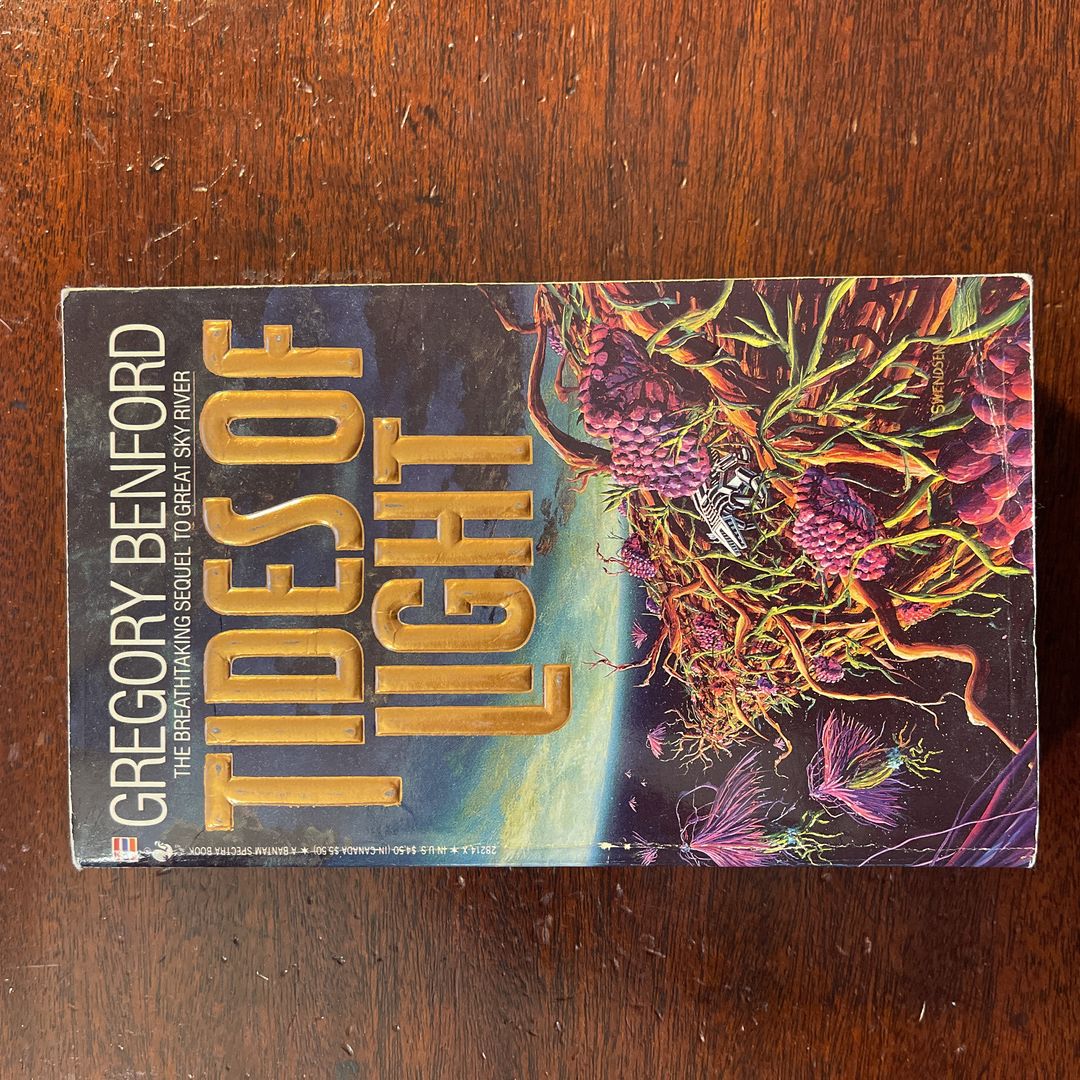 GREGORY BENFORD
THE BREATHTAKING SEQUEL TO GREAT SKY RIVER
TIDES OF
LIGHT
28214-X ★ IN U.S. $4.50 (IN CANADA $5.50) ★ A BANTAM SPECTRA BOOK
SWENDSEN